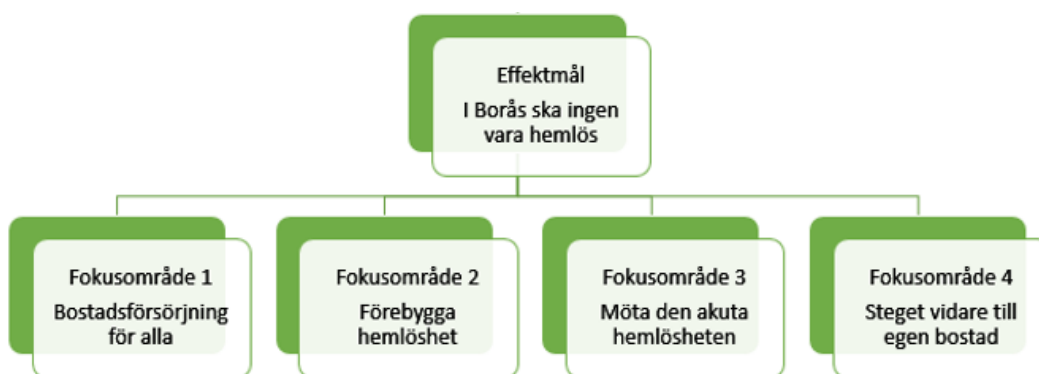 Effektmål
I Borås ska ingen
vara hemlös
Fokusområde 1
Bostadsförsörjning
för alla
Fokusområde 2
Förebygga
hemlöshet
Fokusområde 3
Möta den akuta
hemlösheten
Fokusområde 4
Steget vidare till
egen bostad